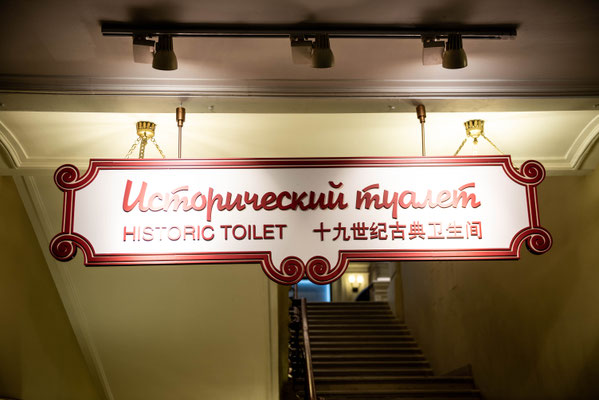 Исторический туалет
HISTORIC TOILET 十九世纪古典卫生间